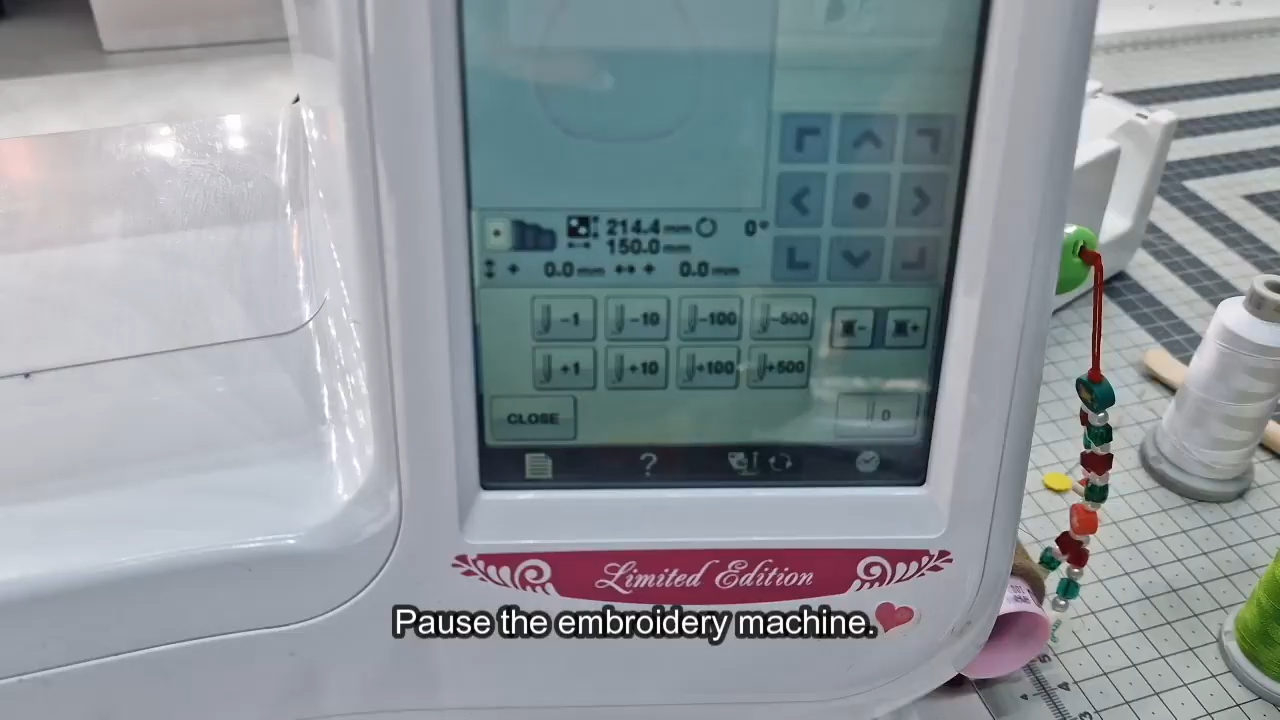 214.4 mm 0°
150.0 mm
+ 0.0 mm + 0.0 mm
-1 -10 -100 -500 - +
+1 +10 +100 +500
CLOSE 0
?
Limited Edition
Pause the embroidery machine.